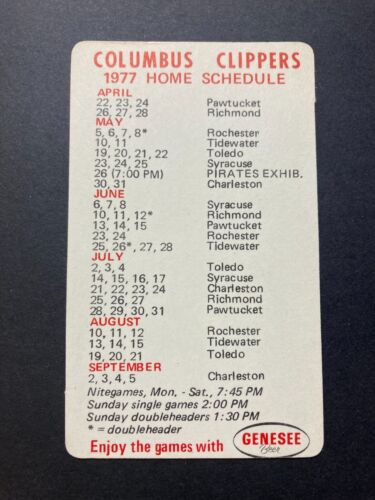 COLUMBUS CLIPPERS
1977 HOME SCHEDULE
APRIL
22, 23, 24 Pawtucket
26, 27, 28 Richmond
MAY
5, 6, 7, 8* Rochester
10, 11 Tidewater
19, 20, 21, 22 Toledo
23, 24, 25 Syracuse
26 (7:00 PM) PIRATES EXHIB.
30, 31 Charleston
JUNE
6, 7, 8 Syracuse
10, 11, 12* Richmond
13, 14, 15 Pawtucket
23, 24 Rochester
25, 26*, 27, 28 Tidewater
JULY
2, 3, 4 Toledo
14, 15, 16, 17 Syracuse
21, 22, 23, 24 Charleston
25, 26, 27 Richmond
28, 29, 30, 31 Pawtucket
AUGUST
10, 11, 12 Rochester
13, 14, 15 Tidewater
19, 20, 21 Toledo
SEPTEMBER
2, 3, 4, 5 Charleston
Nitegames, Mon. - Sat., 7:45 PM
Sunday single games 2:00 PM
Sunday doubleheaders 1:30 PM
* = doubleheader
Enjoy the games with GENESEE
Beer